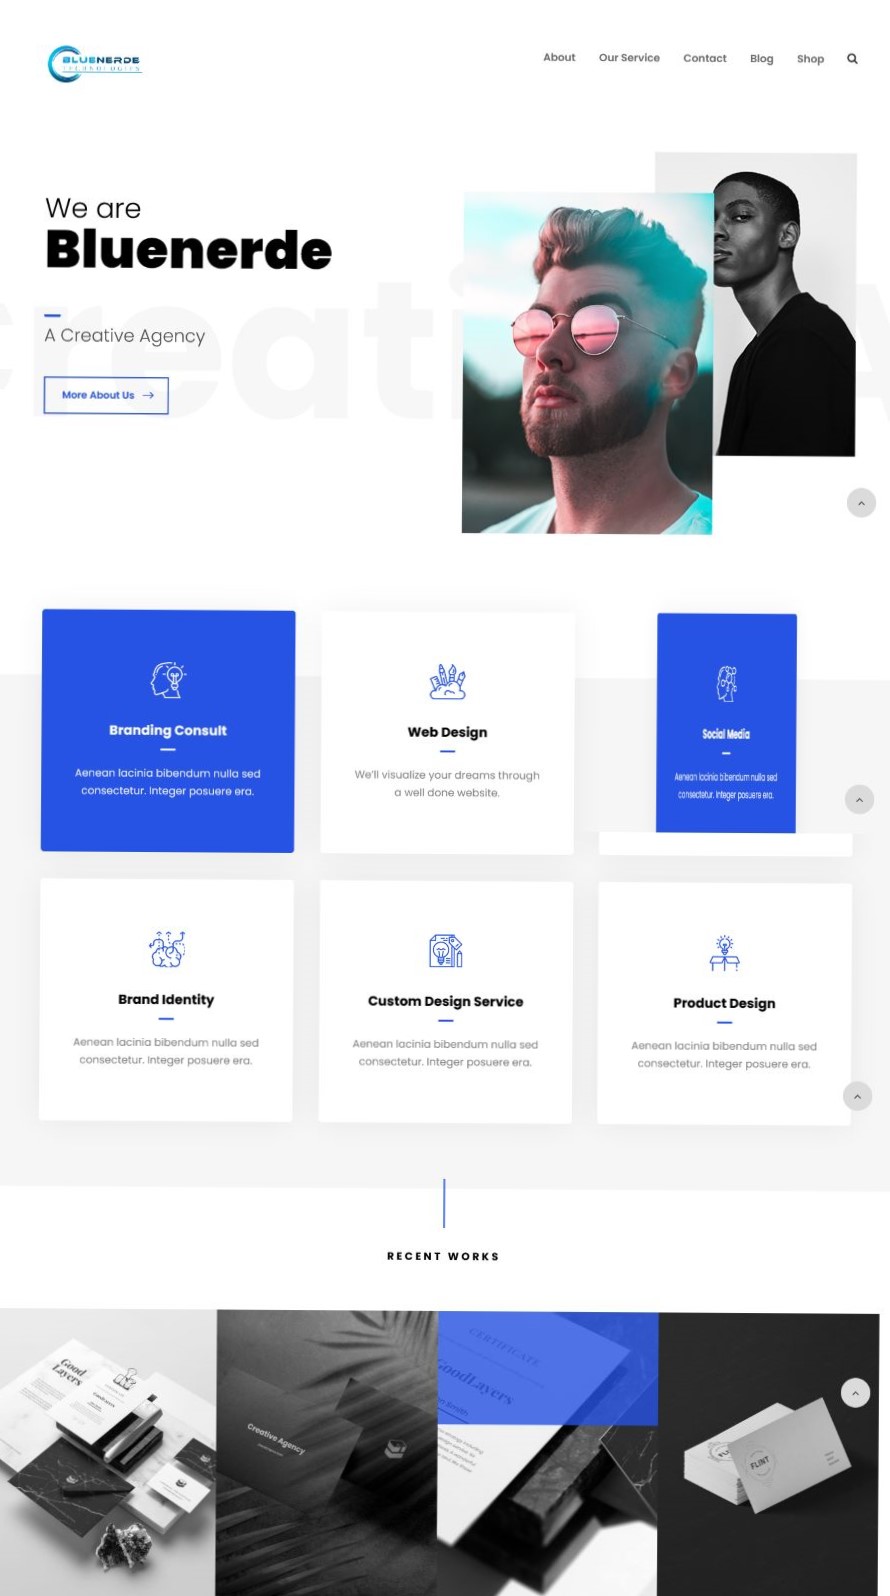 BLUENERDE
TECHNOLOGIES
About
Our Service
Contact
Blog
Shop
We are
Bluenerde
Creati
A
A Creative Agency
More About Us
Branding Consult
Aenean lacinia bibendum nulla sed
consectetur. Integer posuere era.
Web Design
We'll visualize your dreams through
a well done website.
Social Media
Aenean lacinia bibendum nulla sed
consectetur. Integer posuere era.
Brand Identity
Aenean lacinia bibendum nulla sed
consectetur. Integer posuere era.
Custom Design Service
Aenean lacinia bibendum nulla sed
consectetur. Integer posuere era.
Product Design
Aenean lacinia bibendum nulla sed
consectetur. Integer posuere era.
RECENT WORKS
Good
Layers
Creative Agency
CERTIFICATE
GoodLayers
Smith
FLINT